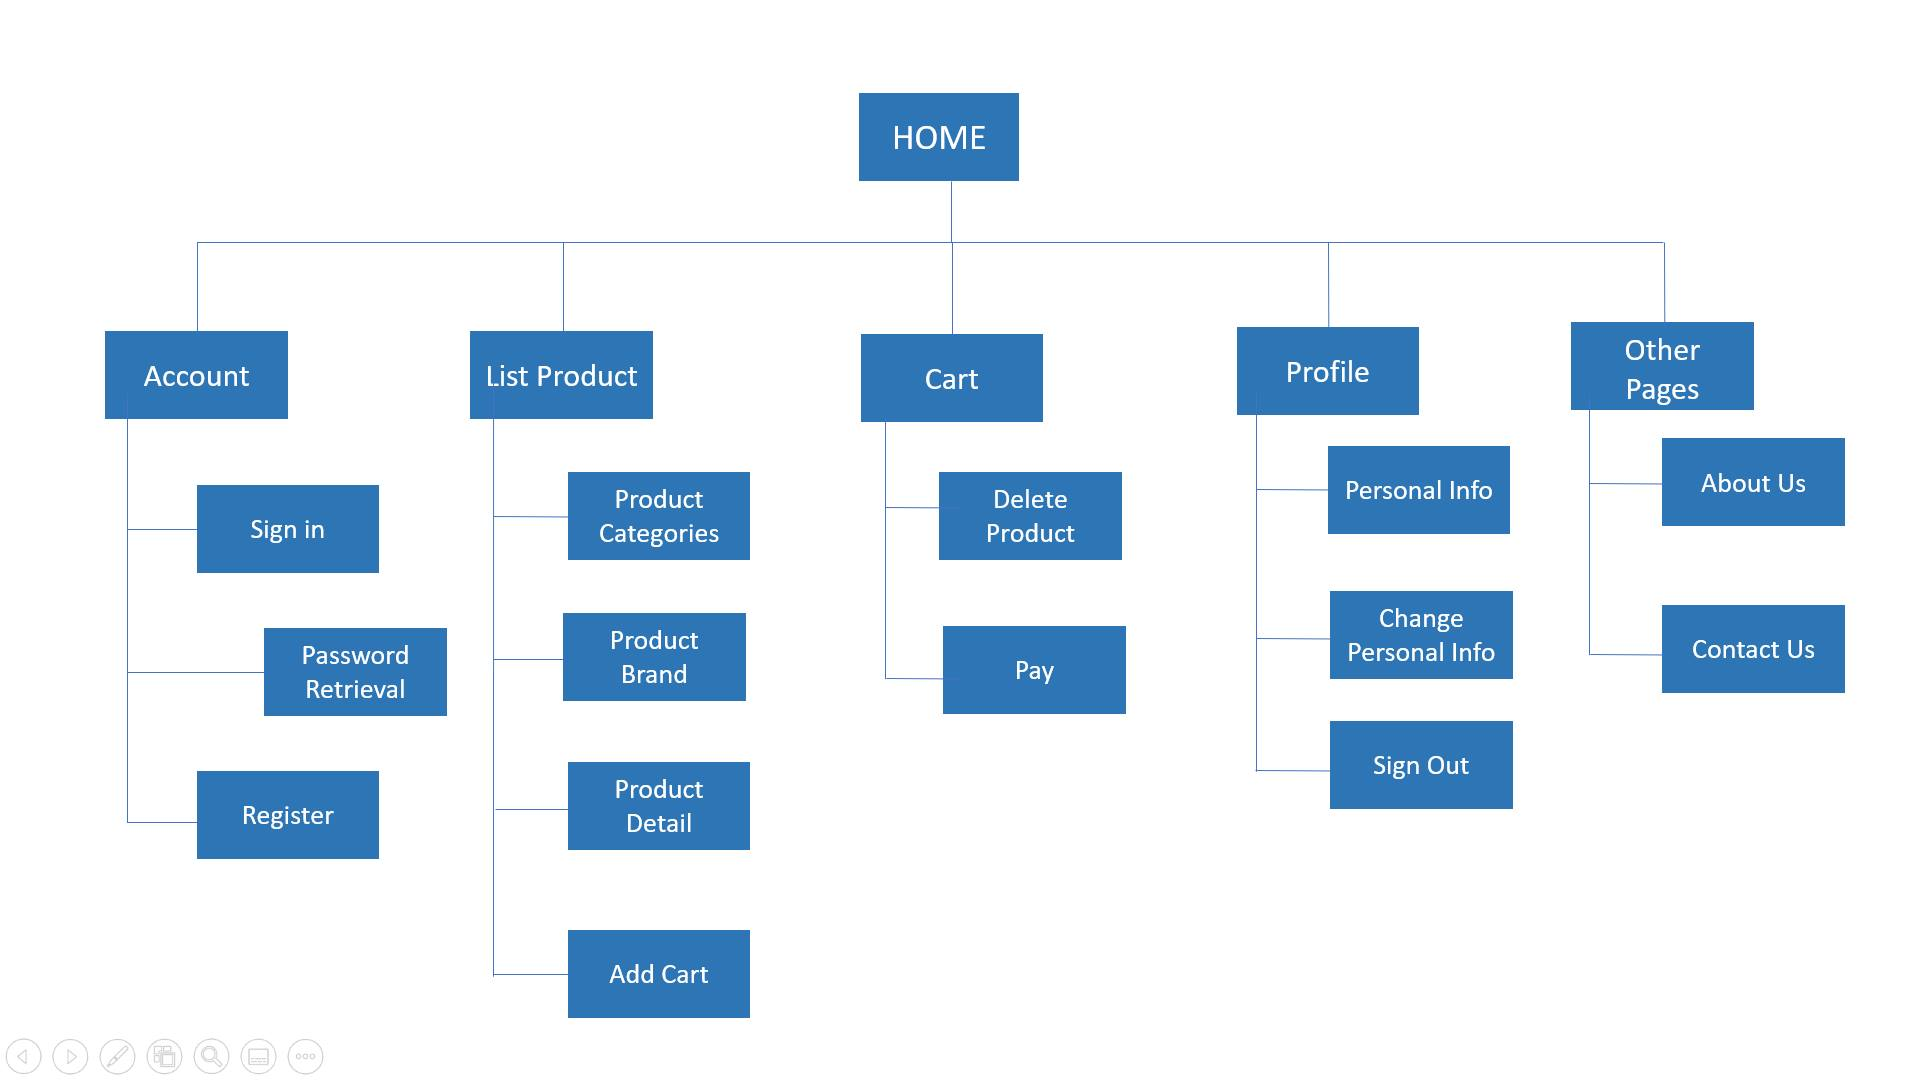 HOME
Account
List Product
Cart
Profile
Other
Pages
Sign in
Password
Retrieval
Register
Product
Categories
Product
Brand
Product
Detail
Add Cart
Delete
Product
Pay
Personal Info
Change
Personal Info
Sign Out
About Us
Contact Us